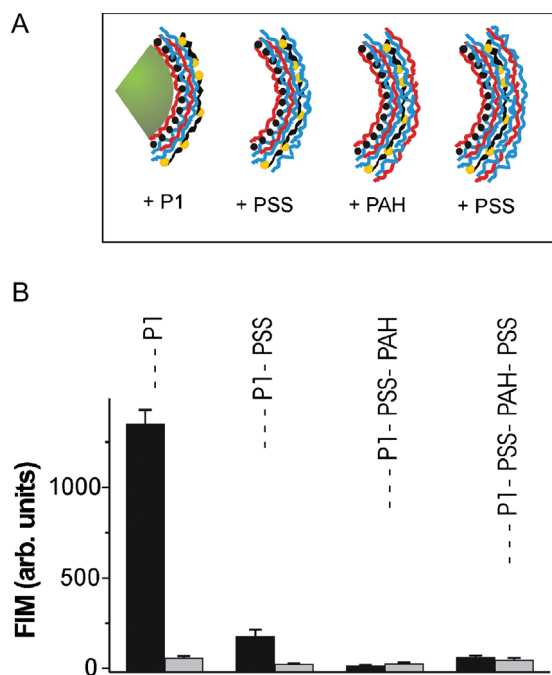 A
+ P1
+ PSS
+ PAH
+ PSS
B
---- P1
---- P1 - PSS
---- P1 - PSS - PAH
---- P1 - PSS - PAH - PSS
FIM (arb. units)
1000
500
0